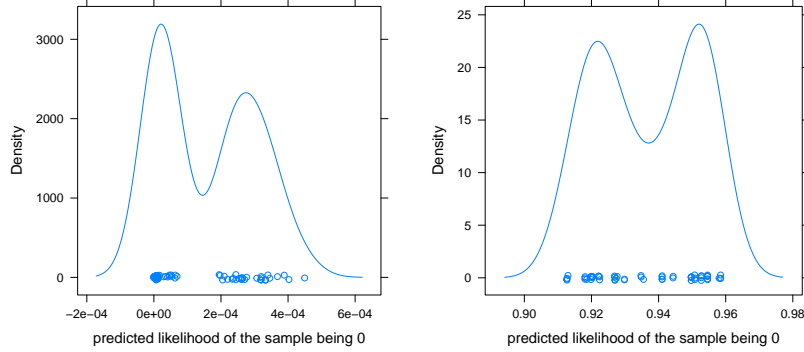 3000
2000
1000
0
Density
−2e−04
0e+00
2e−04
4e−04
6e−04
predicted likelihood of the sample being 0
25
20
15
10
5
0
Density
0.90
0.92
0.94
0.96
0.98
predicted likelihood of the sample being 0